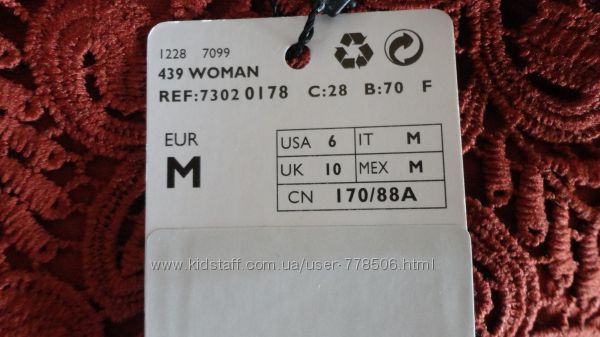 1228 7099
439 WOMAN
REF:7302 0178 C:28 B:70 F
EUR
M
USA 6 IT M
UK 10 MEX M
CN 170/88A
www.kidstaff.com.ua/user-778506.html